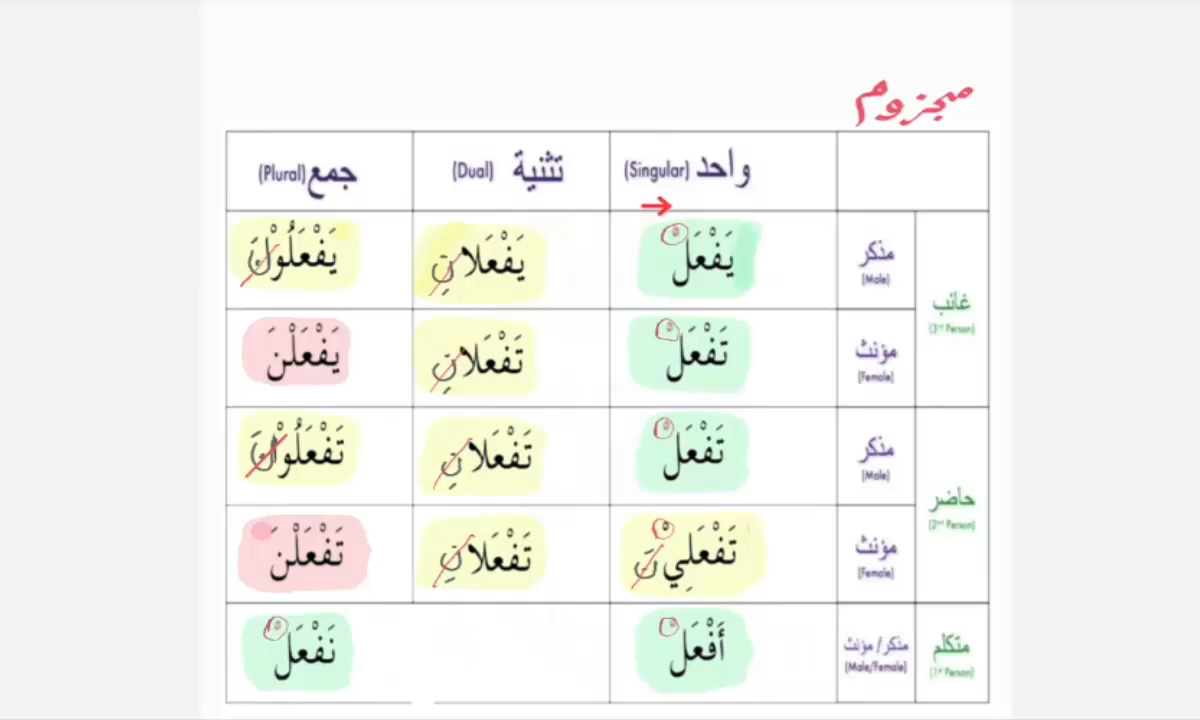 مجزوم
واحد (Singular) تثنية (Dual) جمع (Plural)
غائب (3rd Person) مذكر (Male) يَفْعَلْ يَفْعَلَانِ يَفْعَلُوْنَ
مؤنث (Female) تَفْعَلْ تَفْعَلَانِ يَفْعَلْنَ
حاضر (2nd Person) مذكر (Male) تَفْعَلْ تَفْعَلَانِ تَفْعَلُوْنَ
مؤنث (Female) تَفْعَلِيْنَ تَفْعَلَانِ تَفْعَلْنَ
متكلم (1st Person) مذكر/مؤنث (Male/Female) أَفْعَلْ نَفْعَلْ